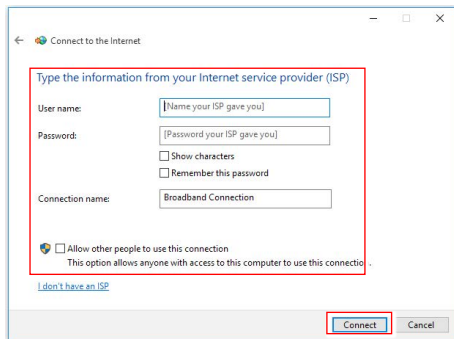 Connect to the Internet
Type the information from your Internet service provider (ISP)
User name:
[Name your ISP gave you]
Password:
[Password your ISP gave you]
Show characters
Remember this password
Connection name:
Broadband Connection
Allow other people to use this connection
This option allows anyone with access to this computer to use this connection.
I don't have an ISP
Connect
Cancel